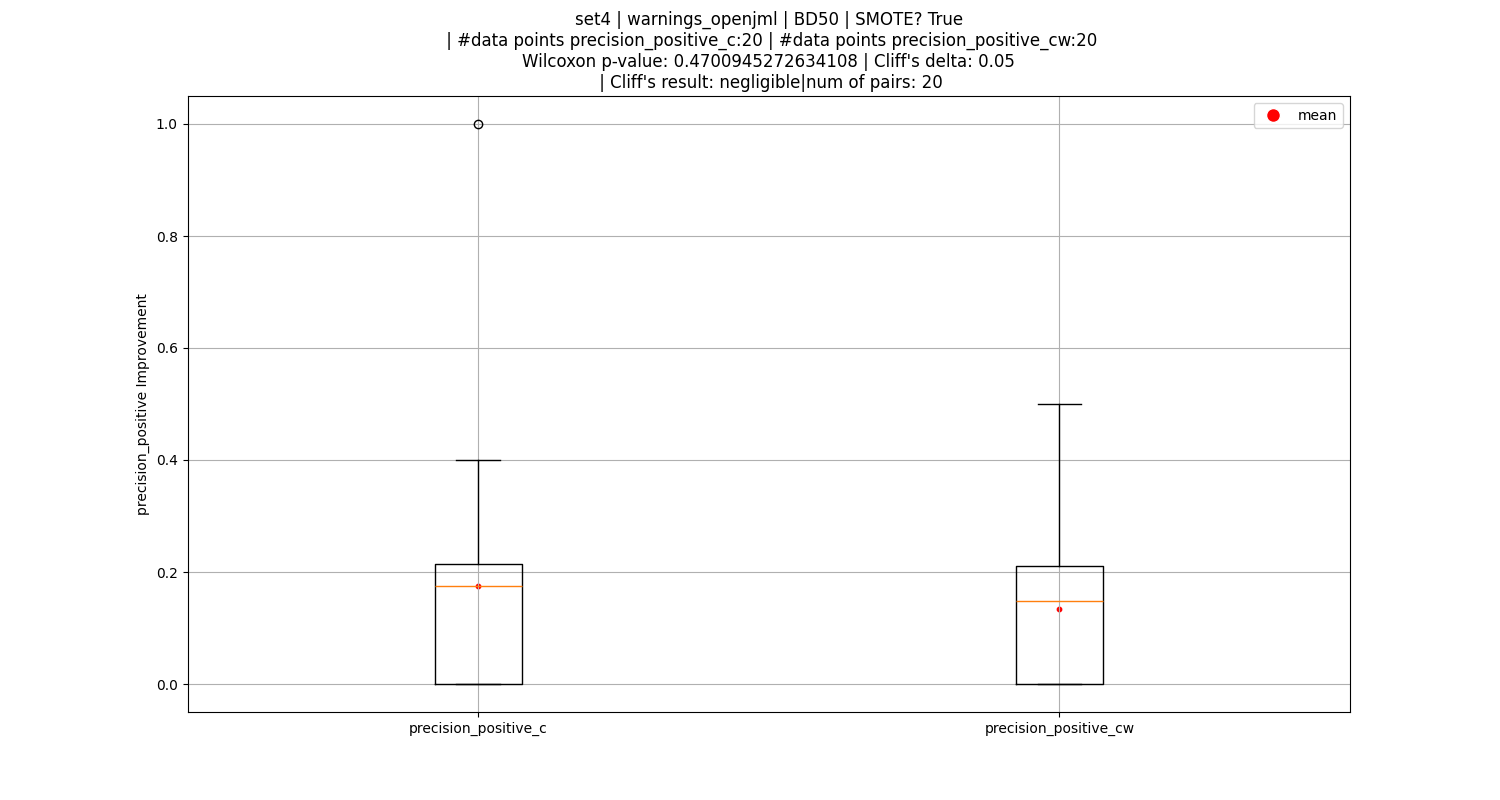 set4 | warnings_openjml | BD50 | SMOTE? True
| #data points precision_positive_c:20 | #data points precision_positive_cw:20
Wilcoxon p-value: 0.4700945272634108 | Cliff's delta: 0.05
| Cliff's result: negligible|num of pairs: 20
mean
1.0
0.8
0.6
0.4
0.2
0.0
precision_positive Improvement
precision_positive_c
precision_positive_cw